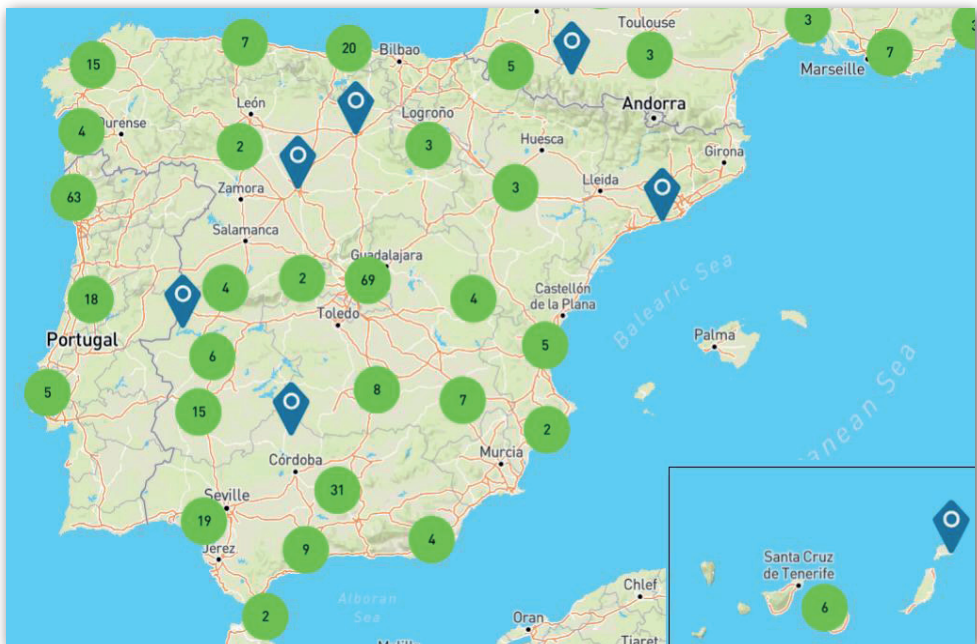 Toulouse
3
3
7
20
Bilbao
15
5
3
7
Marseille
León
Logroño
Andorra
4
Ourense
2
3
Huesca
Girona
63
Zamora
3
Lleida
Salamanca
Guadalajara
18
4
2
69
4
Castellón
de la Plana
Balearic Sea
Toledo
Portugal
6
5
Palma
5
15
8
7
2
Córdoba
Murcia
31
Seville
19
9
4
Jerez
2
Alboran
Sea
Oran
Chlef
Tiaret
Santa Cruz
de Tenerife
6